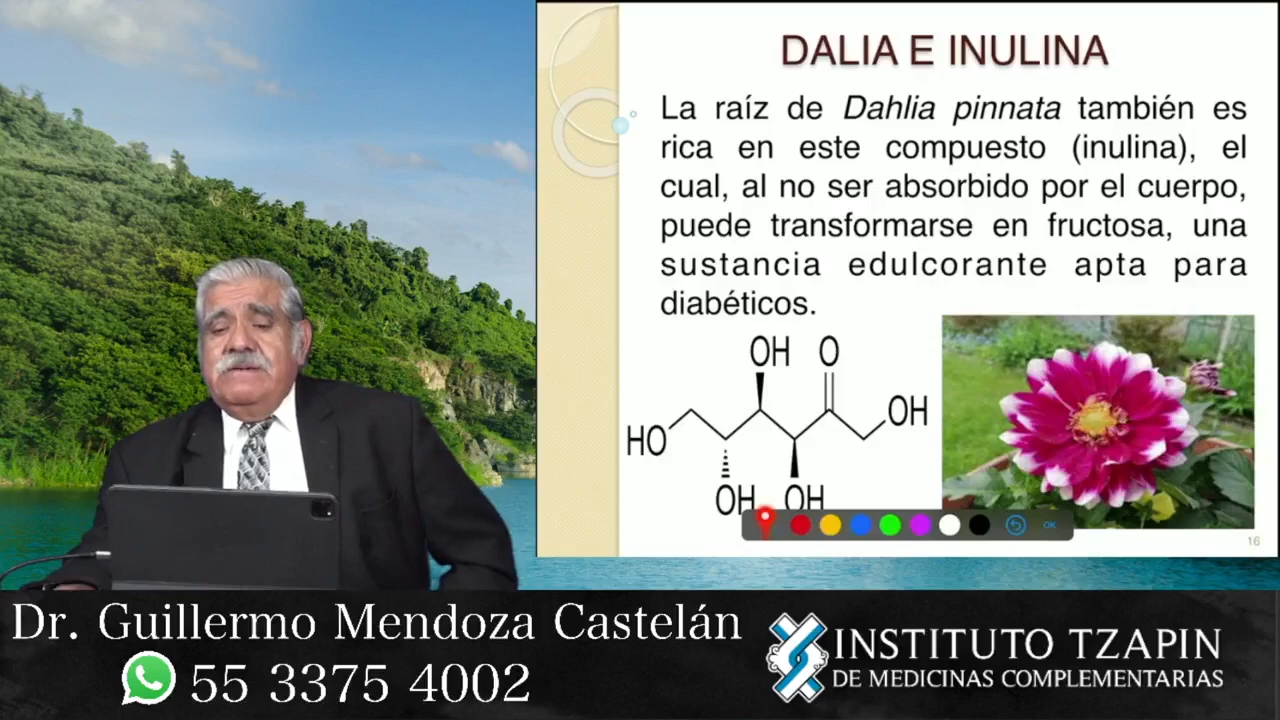 DALIA E INULINA
La raíz de Dahlia pinnata también es
rica en este compuesto (inulina), el
cual, al no ser absorbido por el cuerpo,
puede transformarse en fructosa, una
sustancia edulcorante apta para
diabéticos.
OH O
OH
HO
OH OH
OK
16
Dr. Guillermo Mendoza Castelán
55 3375 4002
INSTITUTO TZAPIN
DE MEDICINAS COMPLEMENTARIAS